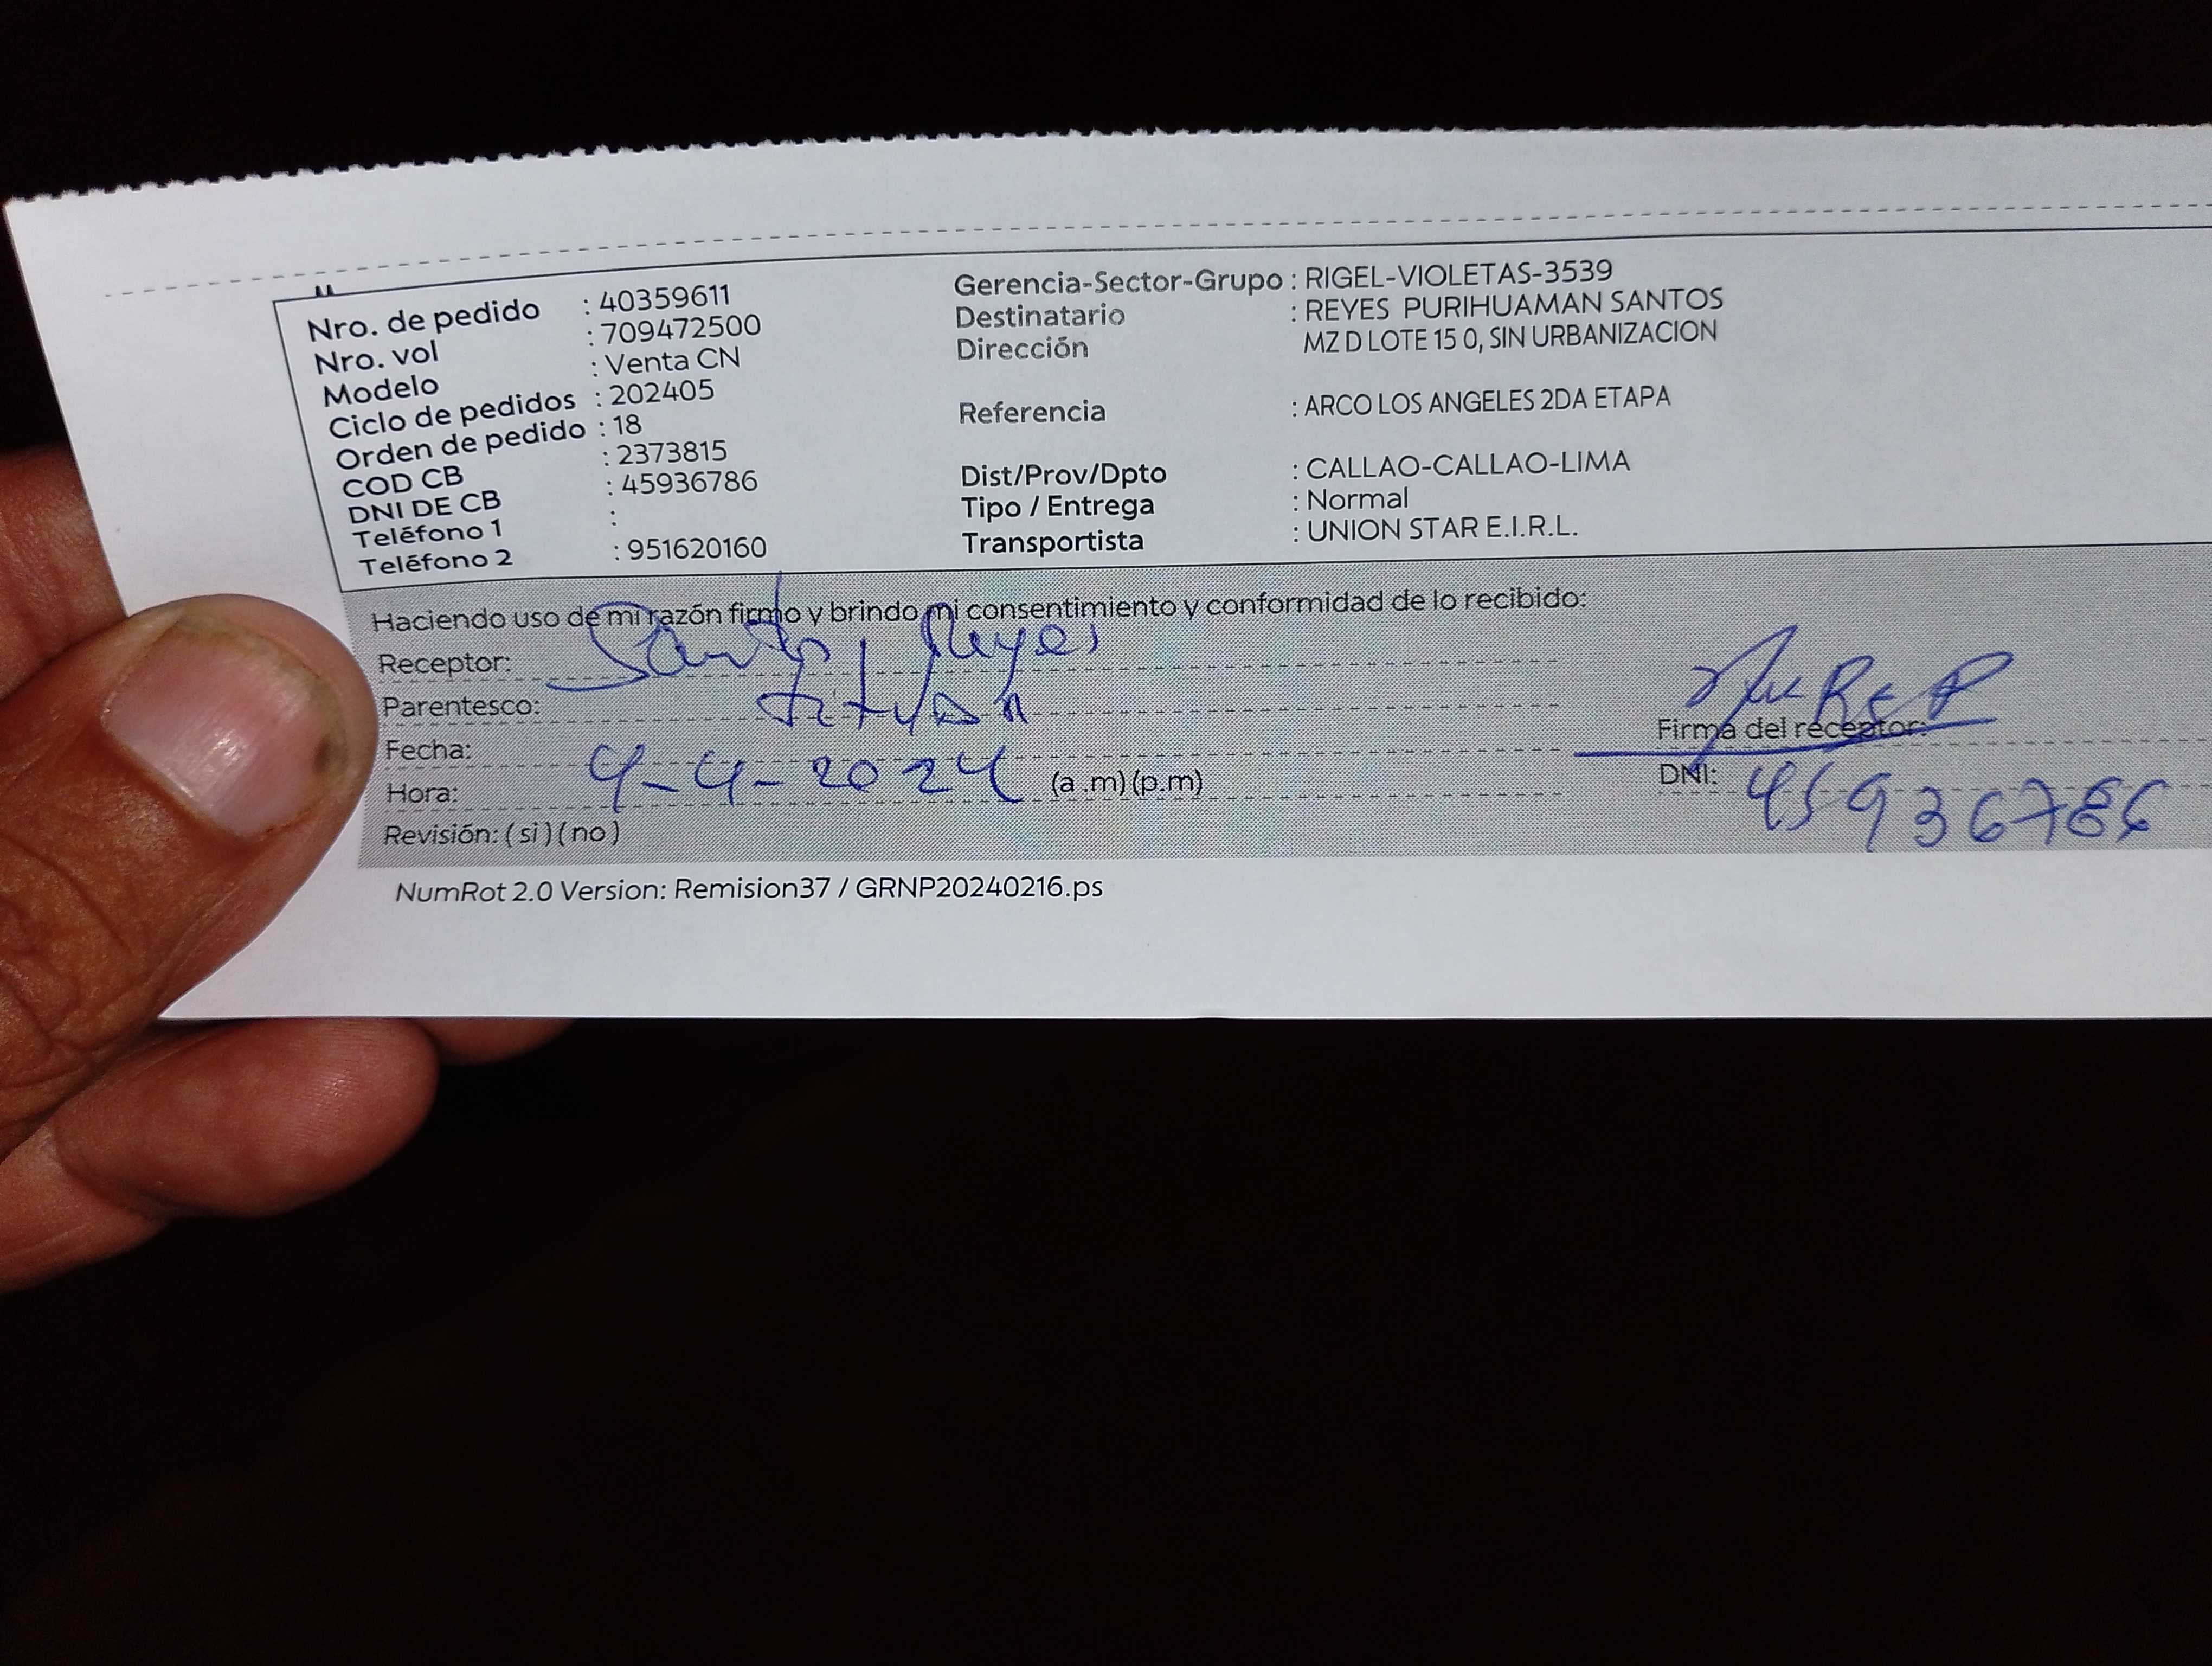 Nro. de pedido : 40359611
Nro. vol : 709472500
Modelo : Venta CN
Ciclo de pedidos : 202405
Orden de pedido : 18
COD CB : 2373815
DNI DE CB : 45936786
Teléfono 1 :
Teléfono 2 : 951620160
Gerencia-Sector-Grupo : RIGEL-VIOLETAS-3539
Destinatario : REYES PURIHUAMAN SANTOS
Dirección MZ D LOTE 15 0, SIN URBANIZACION
Referencia : ARCO LOS ANGELES 2DA ETAPA
Dist/Prov/Dpto : CALLAO-CALLAO-LIMA
Tipo / Entrega : Normal
Transportista : UNION STAR E.I.R.L.
Haciendo uso de mi razón firmo y brindo mi consentimiento y conformidad de lo recibido:
Receptor: Santos Reyes
Parentesco: titular
Fecha: 4-4-2024
Hora: (a .m) (p.m)
Revisión: ( si ) ( no )
Firma del receptor:
DNI: 45936786
NumRot 2.0 Version: Remision37 / GRNP20240216.ps